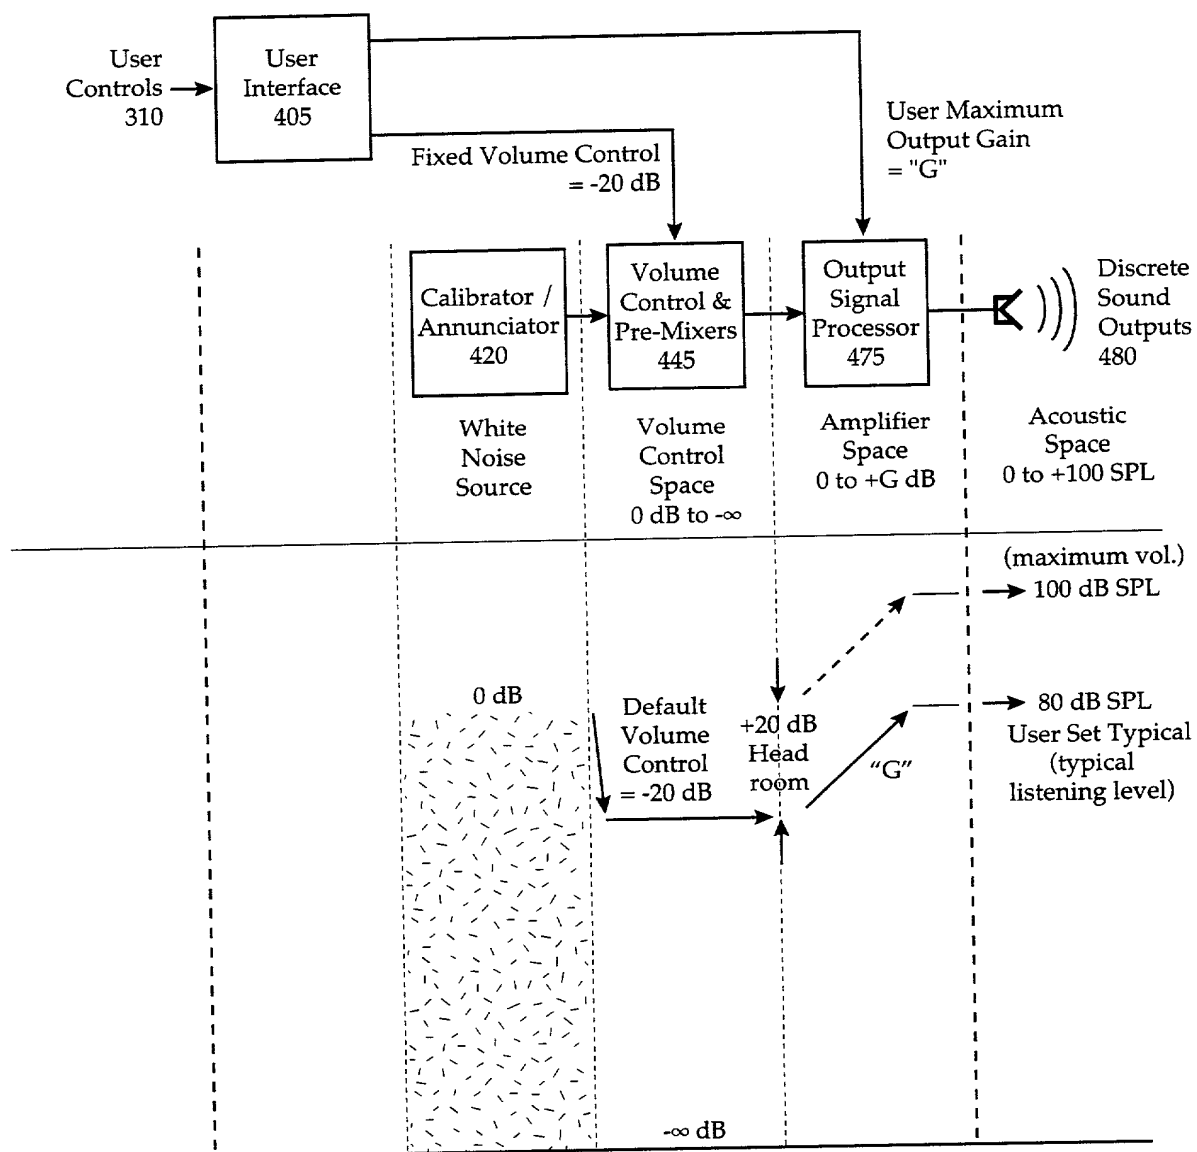 User
Controls
310
User
Interface
405
Fixed Volume Control
= -20 dB
User Maximum
Output Gain
= "G"
Calibrator /
Annunciator
420
Volume
Control &
Pre-Mixers
445
Output
Signal
Processor
475
Discrete
Sound
Outputs
480
White
Noise
Source
Volume
Control
Space
0 dB to -∞
Amplifier
Space
0 to +G dB
Acoustic
Space
0 to +100 SPL
(maximum vol.)
100 dB SPL
0 dB
Default
Volume
Control
= -20 dB
+20 dB
Head
room
“G”
80 dB SPL
User Set Typical
(typical
listening level)
-∞ dB